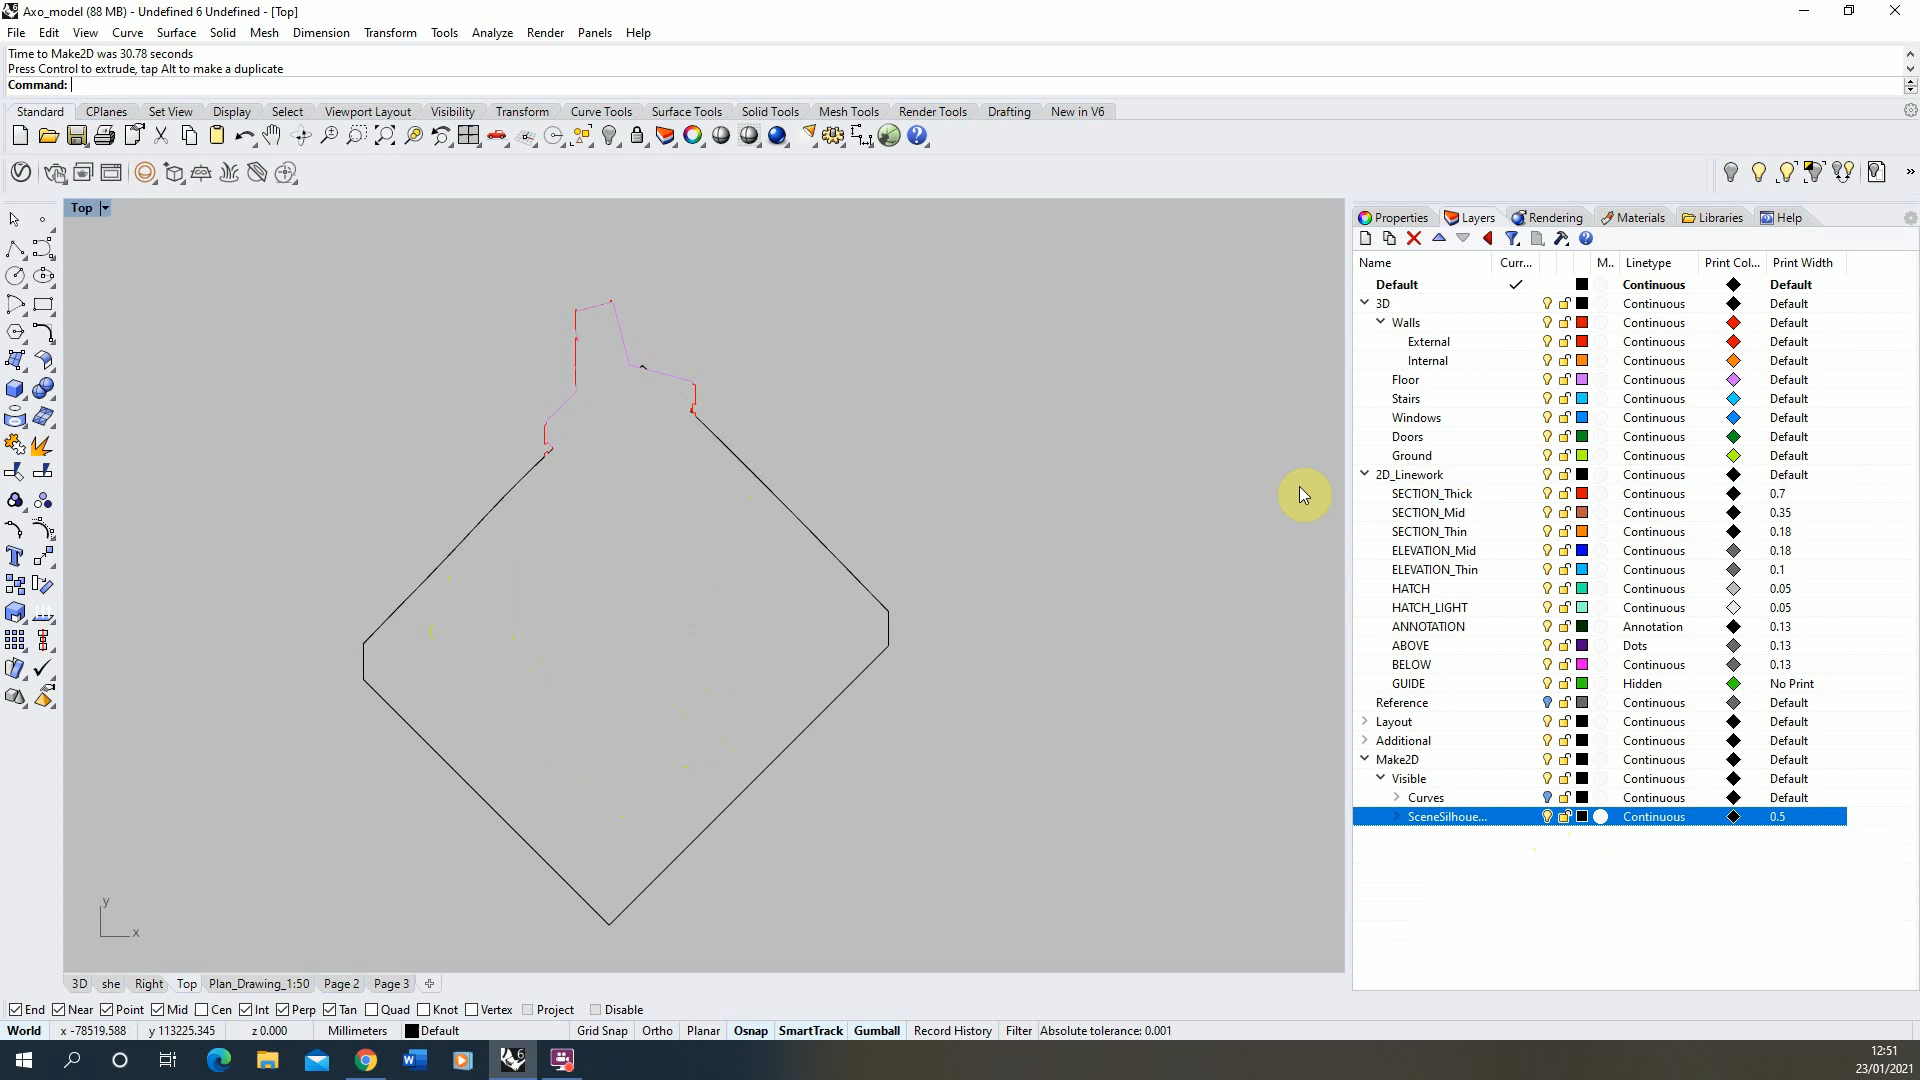 Axo_model (88 MB) - Undefined 6 Undefined - [Top]
File Edit View Curve Surface Solid Mesh Dimension Transform Tools Analyze Render Panels Help
Time to Make2D was 30.78 seconds
Press Control to extrude, tap Alt to make a duplicate
Command:
Standard CPlanes Set View Display Select Viewport Layout Visibility Transform Curve Tools Surface Tools Solid Tools Mesh Tools Render Tools Drafting New in V6
Top
Properties Layers Rendering Materials Libraries Help
Name Curr... M.. Linetype Print Col... Print Width
Default Continuous Default
3D Continuous Default
Walls Continuous Default
External Continuous Default
Internal Continuous Default
Floor Continuous Default
Stairs Continuous Default
Windows Continuous Default
Doors Continuous Default
Ground Continuous Default
2D_Linework Continuous Default
SECTION_Thick Continuous 0.7
SECTION_Mid Continuous 0.35
SECTION_Thin Continuous 0.18
ELEVATION_Mid Continuous 0.18
ELEVATION_Thin Continuous 0.1
HATCH Continuous 0.05
HATCH_LIGHT Continuous 0.05
ANNOTATION Annotation 0.13
ABOVE Dots 0.13
BELOW Continuous 0.13
GUIDE Hidden No Print
Reference Continuous Default
Layout Continuous Default
Additional Continuous Default
Make2D Continuous Default
Visible Continuous Default
Curves Continuous Default
SceneSilhoue... Continuous 0.5
y
x
3D she Right Top Plan_Drawing_1:50 Page 2 Page 3
End Near Point Mid Cen Int Perp Tan Quad Knot Vertex Project Disable
World x -78519.588 y 113225.345 z 0.000 Millimeters Default Grid Snap Ortho Planar Osnap SmartTrack Gumball Record History Filter Absolute tolerance: 0.001
12:51
23/01/2021